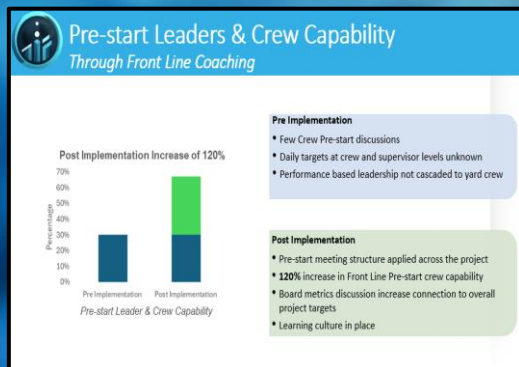 Pre-start Leaders & Crew Capability
Through Front Line Coaching
Post Implementation Increase of 120%
70%
60%
50%
40%
30%
20%
10%
0%
Percentage
Pre Implementation
Post Implementation
Pre-start Leader & Crew Capability
Pre Implementation
• Few Crew Pre-start discussions
• Daily targets at crew and supervisor levels unknown
• Performance based leadership not cascaded to yard crew
Post Implementation
• Pre-start meeting structure applied across the project
• 120% increase in Front Line Pre-start crew capability
• Board metrics discussion increase connection to overall
project targets
• Learning culture in place